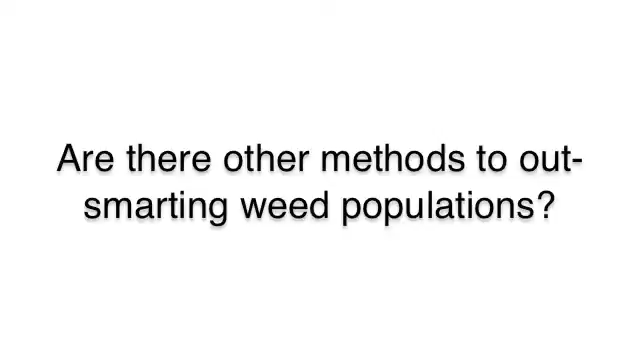 Are there other methods to out-
smarting weed populations?